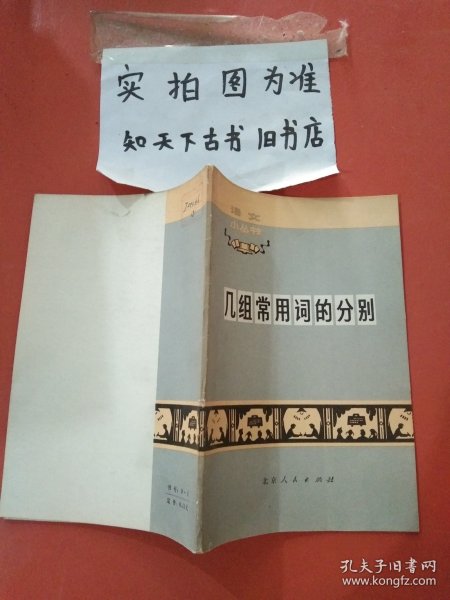 实拍图为准
知天下古书旧书店
语文
小丛书
几组常用词的分别
北京人民出版社
孔夫子旧书网
www.kongfz.com